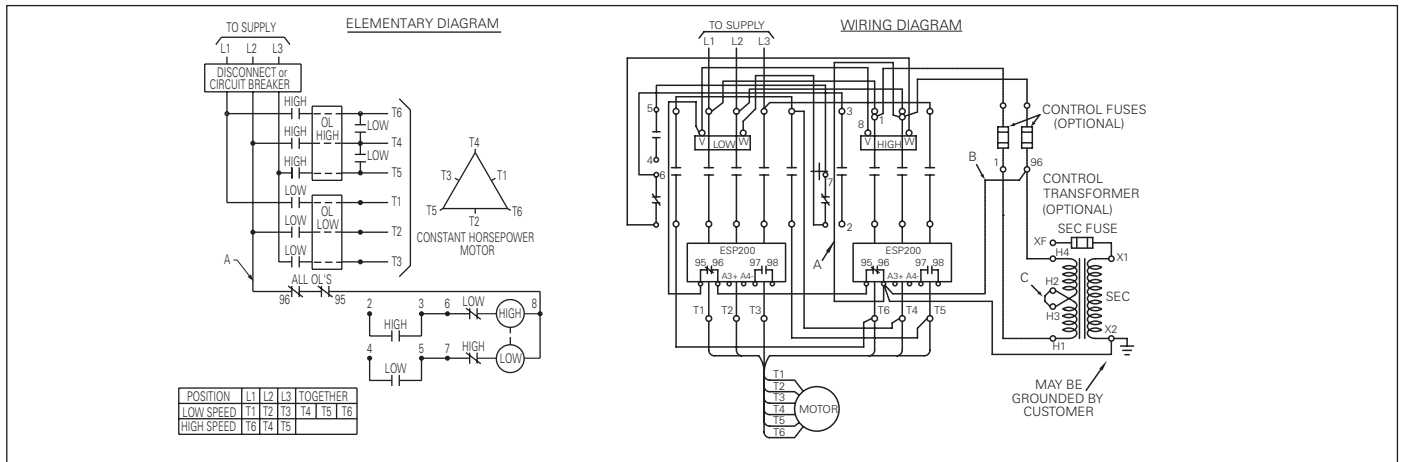 ELEMENTARY DIAGRAM
TO SUPPLY
L1 L2 L3
DISCONNECT or
CIRCUIT BREAKER
HIGH
HIGH
HIGH
OL
HIGH
T6
LOW
T4
LOW
T5
LOW
LOW
LOW
OL
LOW
T1
T2
T3
A
T4
T3 T1
T5 T6
T2
CONSTANT HORSEPOWER
MOTOR
ALL OL'S
96 95
2 3 6 LOW HIGH 8
HIGH
4 5 7 HIGH LOW
LOW
POSITION L1 L2 L3 TOGETHER
LOW SPEED T1 T2 T3 T4 T5 T6
HIGH SPEED T6 T4 T5
WIRING DIAGRAM
TO SUPPLY
L1 L2 L3
5 3 1
8
V LOW W
V HIGH W
4
6
7
2
A
ESP200
95 96 A3+ A4- 97 98
ESP200
95 96 A3+ A4- 97 98
T1 T2 T3
T6 T4 T5
T1
T2
T3
T4
T5
T6
MOTOR
CONTROL FUSES
(OPTIONAL)
B
1 96
CONTROL
TRANSFORMER
(OPTIONAL)
SEC FUSE
XF
H4 X1
H2
C
SEC
H3
X2
H1
MAY BE
GROUNDED BY
CUSTOMER